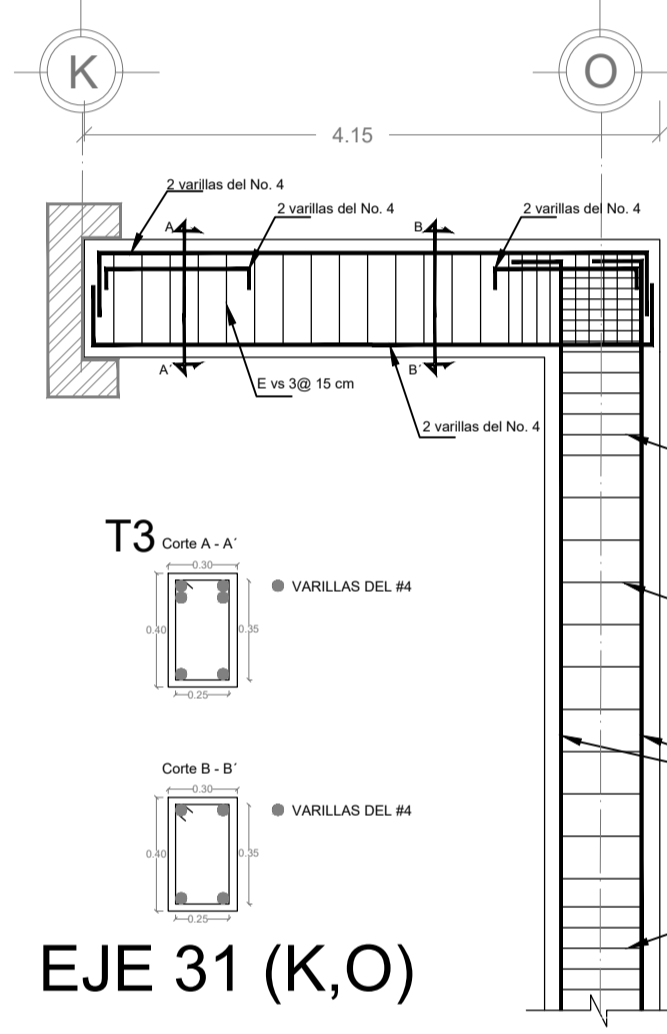 K
O
4.15
2 varillas del No. 4
2 varillas del No. 4
2 varillas del No. 4
A
B
A´
B´
E vs 3@ 15 cm
2 varillas del No. 4
T3 Corte A - A´
0.30
VARILLAS DEL #4
0.40
0.35
0.25
Corte B - B´
0.30
VARILLAS DEL #4
0.40
0.35
0.25
EJE 31 (K,O)